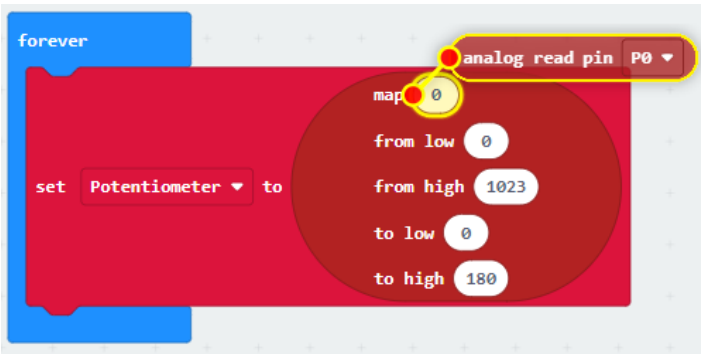 forever
analog read pin P0
map 0
from low 0
set Potentiometer to from high 1023
to low 0
to high 180